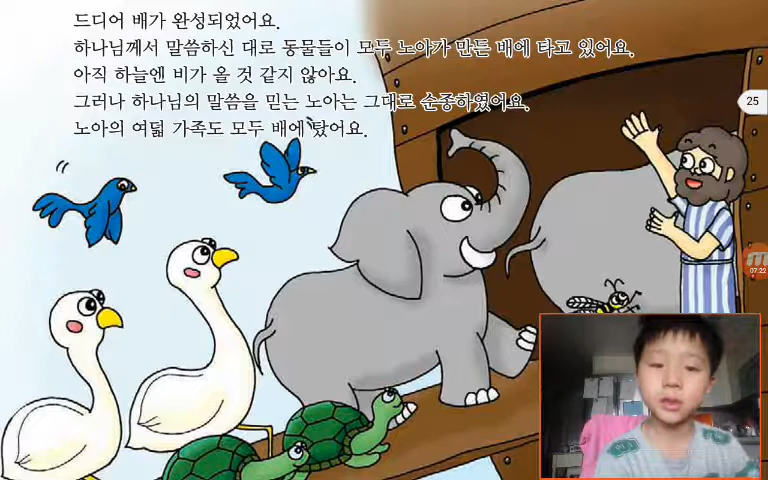 드디어 배가 완성되었어요.
하나님께서 말씀하신 대로 동물들이 모두 노아가 만든 배에 타고 있어요.
아직 하늘엔 비가 올 것 같지 않아요.
그러나 하나님의 말씀을 믿는 노아는 그대로 순종하였어요.
노아의 여덟 가족도 모두 배에 탔어요.
25
07:22